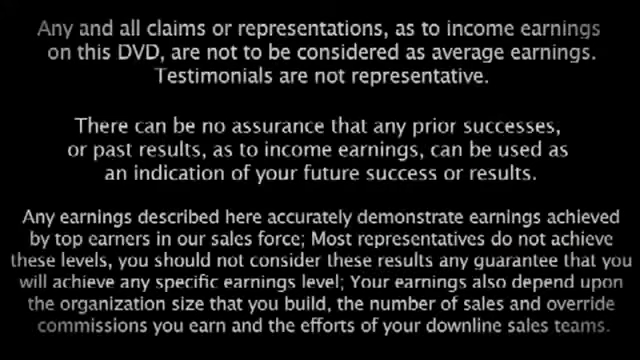 Any and all claims or representations, as to income earnings
on this DVD, are not to be considered as average earnings.
Testimonials are not representative.
There can be no assurance that any prior successes,
or past results, as to income earnings, can be used as
an indication of your future success or results.
Any earnings described here accurately demonstrate earnings achieved
by top earners in our sales force; Most representatives do not achieve
these levels, you should not consider these results any guarantee that you
will achieve any specific earnings level; Your earnings also depend upon
the organization size that you build, the number of sales and override
commissions you earn and the efforts of your downline sales teams.